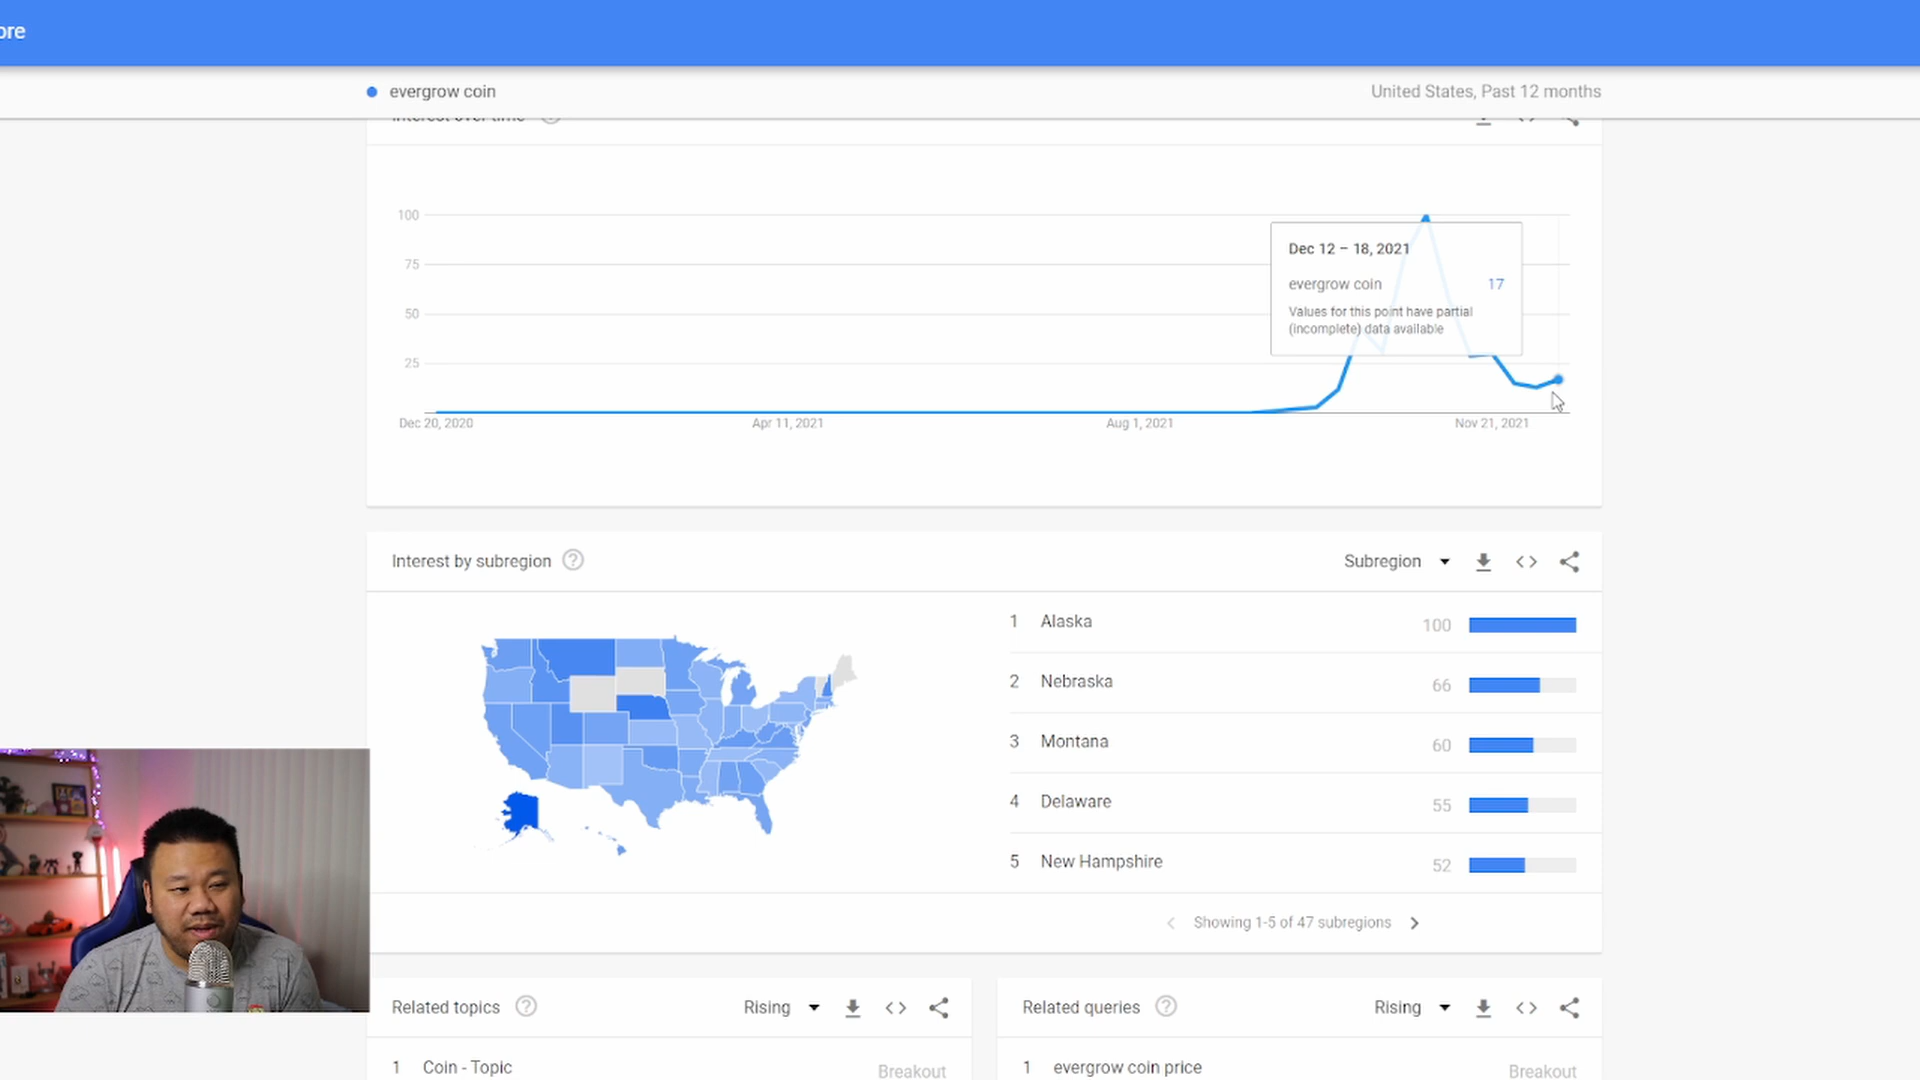 ore
evergrow coin
United States, Past 12 months
Interest over time
100
75
50
25
Dec 12 – 18, 2021
evergrow coin 17
Values for this point have partial
(incomplete) data available
Dec 20, 2020
Apr 11, 2021
Aug 1, 2021
Nov 21, 2021
Interest by subregion
Subregion
1 Alaska 100
2 Nebraska 66
3 Montana 60
4 Delaware 55
5 New Hampshire 52
Showing 1-5 of 47 subregions
Related topics
Rising
1 Coin - Topic
Breakout
Related queries
Rising
1 evergrow coin price
Breakout